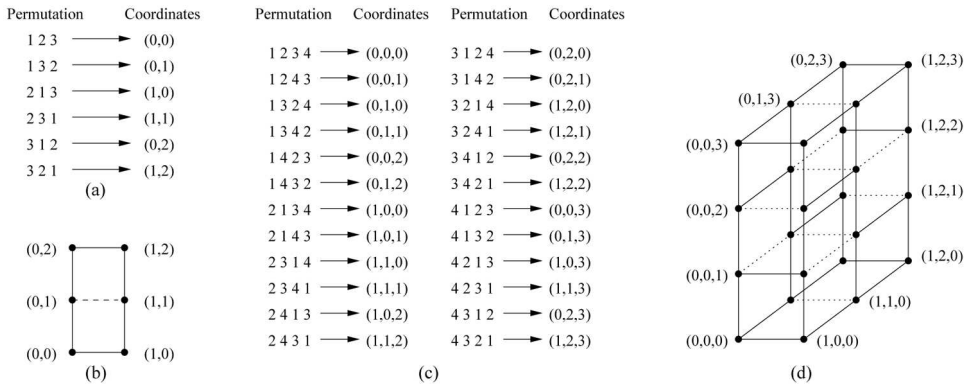 Permutation Coordinates
1 2 3 (0,0)
1 3 2 (0,1)
2 1 3 (1,0)
2 3 1 (1,1)
3 1 2 (0,2)
3 2 1 (1,2)
(a)
(0,2) (1,2)
(0,1) (1,1)
(0,0) (1,0)
(b)
Permutation Coordinates Permutation Coordinates
1 2 3 4 (0,0,0) 3 1 2 4 (0,2,0)
1 2 4 3 (0,0,1) 3 1 4 2 (0,2,1)
1 3 2 4 (0,1,0) 3 2 1 4 (1,2,0)
1 3 4 2 (0,1,1) 3 2 4 1 (1,2,1)
1 4 2 3 (0,0,2) 3 4 1 2 (0,2,2)
1 4 3 2 (0,1,2) 3 4 2 1 (1,2,2)
2 1 3 4 (1,0,0) 4 1 2 3 (0,0,3)
2 1 4 3 (1,0,1) 4 1 3 2 (0,1,3)
2 3 1 4 (1,1,0) 4 2 1 3 (1,0,3)
2 3 4 1 (1,1,1) 4 2 3 1 (1,1,3)
2 4 1 3 (1,0,2) 4 3 1 2 (0,2,3)
2 4 3 1 (1,1,2) 4 3 2 1 (1,2,3)
(c)
(0,2,3) (1,2,3)
(0,1,3)
(1,2,2)
(0,0,3)
(1,2,1)
(0,0,2)
(1,2,0)
(0,0,1)
(1,1,0)
(0,0,0) (1,0,0)
(d)